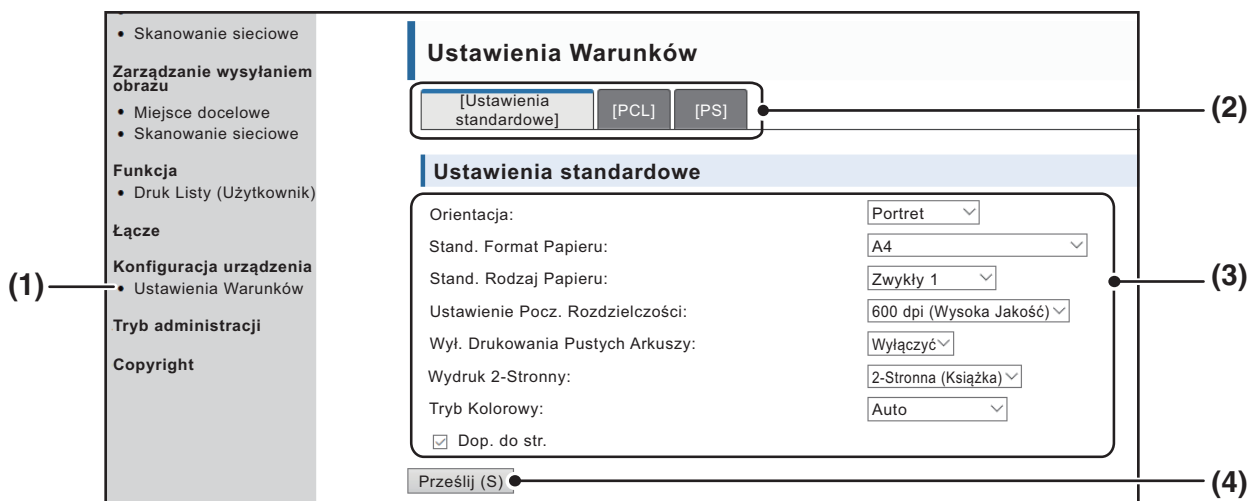 • Skanowanie sieciowe
Zarządzanie wysyłaniem
obrazu
• Miejsce docelowe
• Skanowanie sieciowe
Funkcja
• Druk Listy (Użytkownik)
Łącze
Konfiguracja urządzenia
(1)
• Ustawienia Warunków
Tryb administracji
Copyright
Ustawienia Warunków
[Ustawienia
standardowe]
[PCL]
[PS]
(2)
Ustawienia standardowe
Orientacja: Portret
Stand. Format Papieru: A4
Stand. Rodzaj Papieru: Zwykły 1
(3)
Ustawienie Pocz. Rozdzielczości: 600 dpi (Wysoka Jakość)
Wył. Drukowania Pustych Arkuszy: Wyłączyć
Wydruk 2-Stronny: 2-Stronna (Książka)
Tryb Kolorowy: Auto
Dop. do str.
Prześlij (S)
(4)